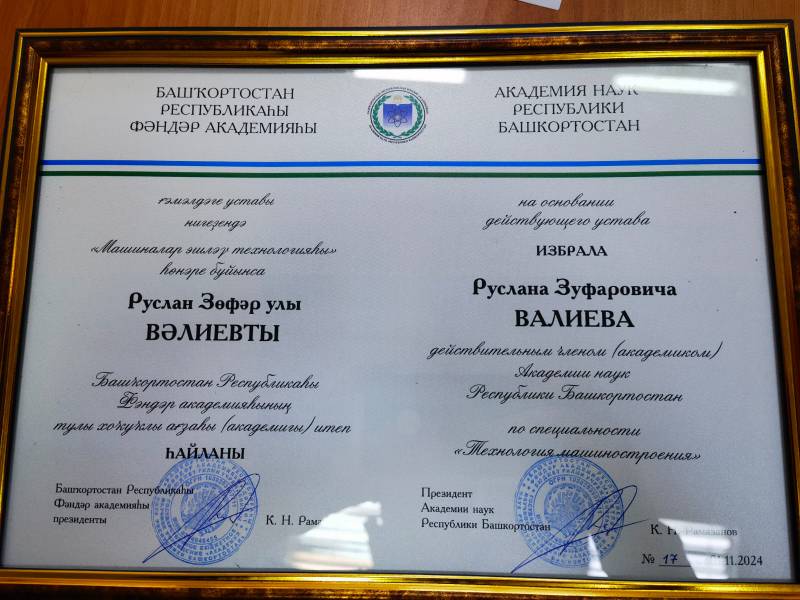 БАШҠОРТОСТАН
РЕСПУБЛИКАҺЫ
ФӘНДӘР АКАДЕМИЯҺЫ
ғәмәлдәге уставы
нигеҙендә
«Машиналар эшләү технологияһы»
һөнәре буйынса
Руслан Зөфәр улы
ВӘЛИЕВТЫ
Башҡортостан Республикаһы
Фәндәр академияһының
тулы хоҡуҡлы ағзаһы (академигы) итеп
ҺАЙЛАНЫ
Башҡортостан Республикаһы
Фәндәр академияһы
президенты
К. Н.
АКАДЕМИЯ НАУК
РЕСПУБЛИКИ
БАШКОРТОСТАН
на основании
действующего устава
ИЗБРАЛА
Руслана Зуфаровича
ВАЛИЕВА
действительным членом (академиком)
Академии наук
Республики Башкортостан
по специальности
«Технология машиностроения»
Президент
Академии наук
Республики Башкортостан
К. Н. Рамазанов
№ 17 .11.2024